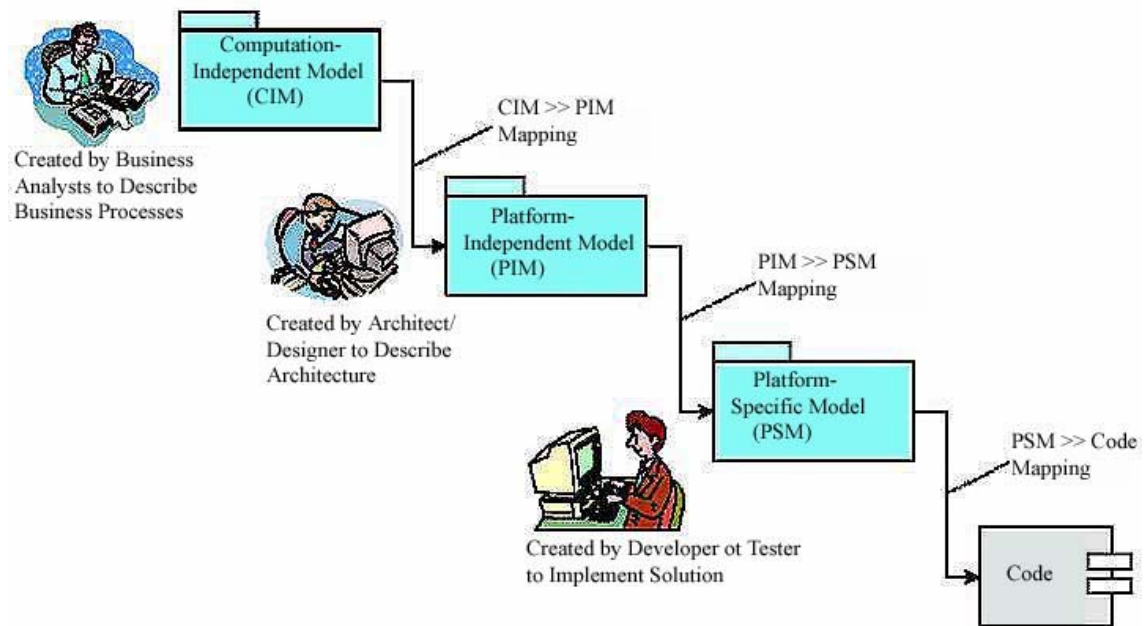 Computation-
Independent Model
(CIM)
CIM >> PIM
Mapping
Created by Business
Analysts to Describe
Business Processes
Platform-
Independent Model
(PIM)
PIM >> PSM
Mapping
Created by Architect/
Designer to Describe
Architecture
Platform-
Specific Model
(PSM)
PSM >> Code
Mapping
Created by Developer ot Tester
to Implement Solution
Code